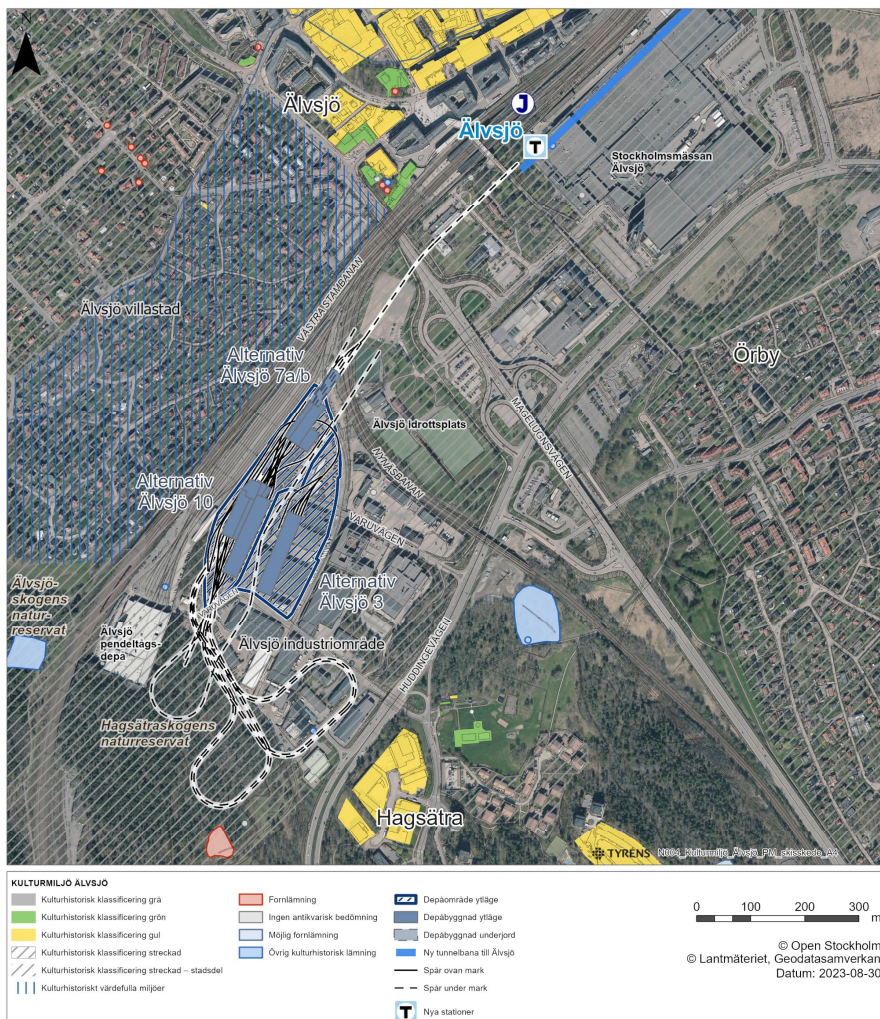 N
Älvsjö
J
Älvsjö
T
Stockholmsmässan
Älvsjö
VÄSTRA STAMBANAN
Älvsjö villastad
Alternativ
Älvsjö 7a/b
Örby
Älvsjö idrottsplats
MAGELUGNSVÄGEN
NYNÄSBANAN
Alternativ
Älvsjö 10
VARUVÄGEN
Alternativ
Älvsjö 3
Älvsjö-
skogens
natur-
reservat
VARUVÄGEN
Älvsjö
pendeltågs-
depå
Älvsjö industriområde
HUDDINGEVÄGEN
Hagsätraskogens
naturreservat
Hagsätra
TYRÉNS
N304_Kulturmiljö_Älvsjö_PM_skisskede_A4
KULTURMILJÖ ÄLVSJÖ
Kulturhistorisk klassificering grå
Kulturhistorisk klassificering grön
Kulturhistorisk klassificering gul
Kulturhistorisk klassificering streckad
Kulturhistorisk klassificering streckad – stadsdel
Kulturhistoriskt värdefulla miljöer
Fornlämning
Ingen antikvarisk bedömning
Möjlig fornlämning
Övrig kulturhistorisk lämning
Depåområde ytläge
Depåbyggnad ytläge
Depåbyggnad underjord
Ny tunnelbana till Älvsjö
Spår ovan mark
Spår under mark
T Nya stationer
0 100 200 300
m
© Open Stockholm
© Lantmäteriet, Geodatasamverkan
Datum: 2023-08-30